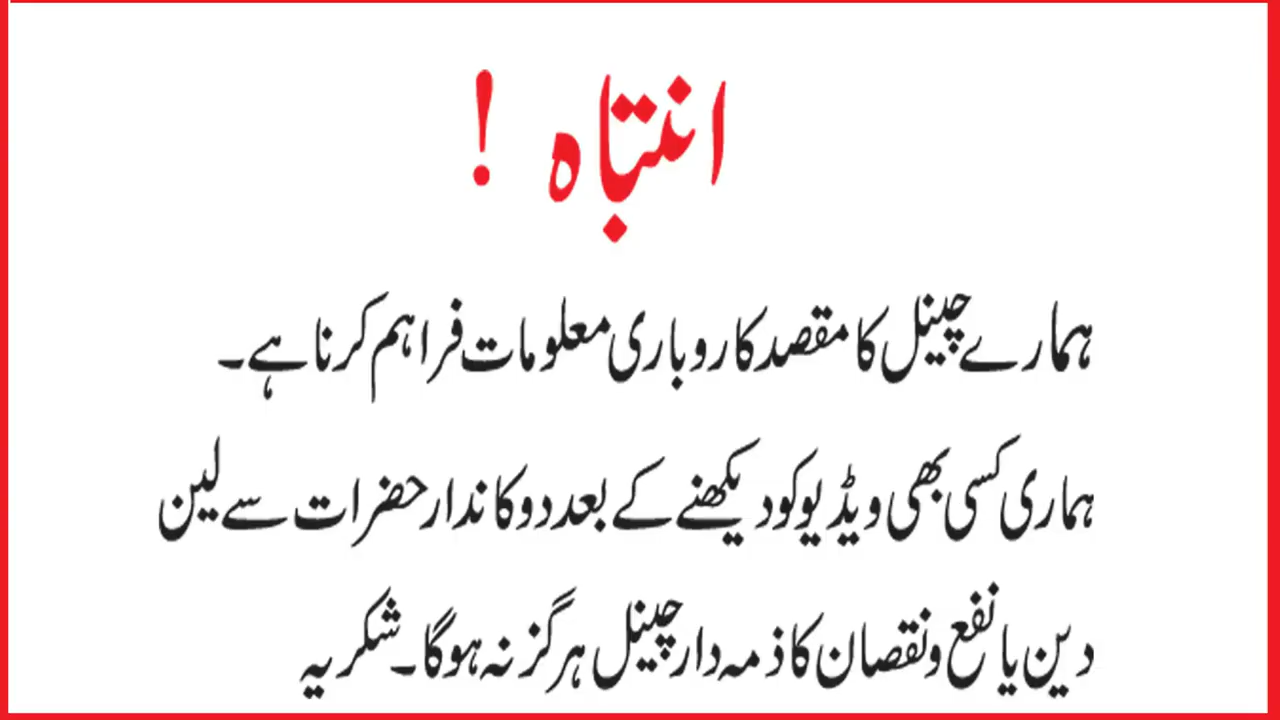 انتباہ !
ہمارے چینل کا مقصد کاروباری معلومات فراہم کرنا ہے۔
ہماری کسی بھی ویڈیو کو دیکھنے کے بعد دوکاندار حضرات سے لین
دین یا نفع و نقصان کا ذمہ دار چینل ہرگز نہ ہوگا۔ شکریہ